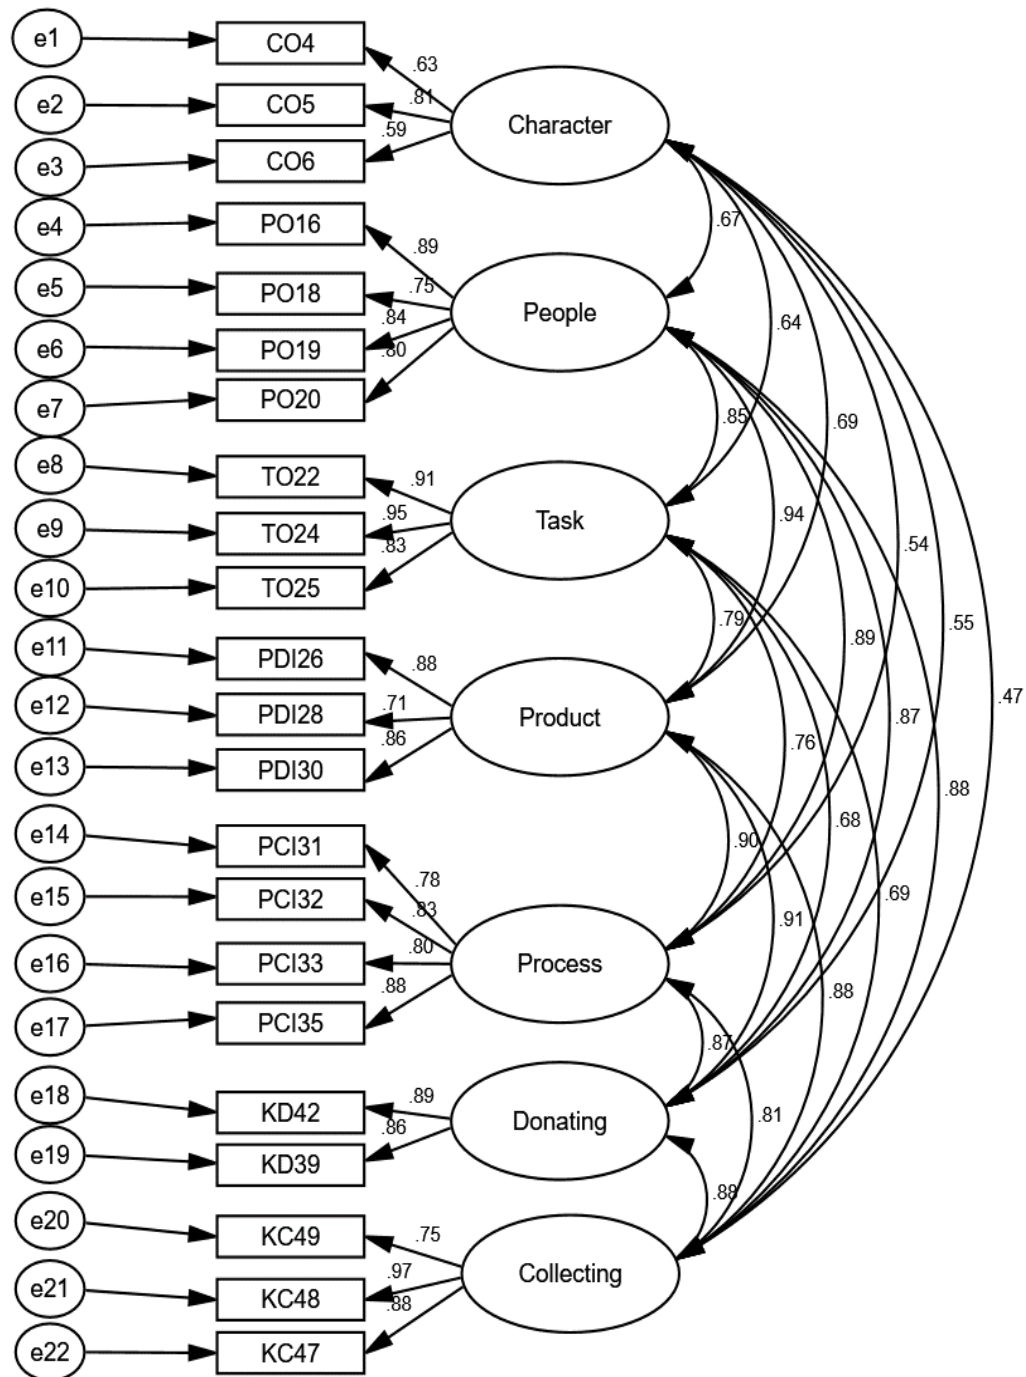 e1 CO4
.63
Character
e2 CO5
.81
e3 CO6
.59
.67
e4 PO16
.89
People
e5 PO18
.75
e6 PO19
.84
e7 PO20
.80
.64
.85
.69
e8 TO22
.91
Task
e9 TO24
.95
e10 TO25
.83
.94
.54
.79
.89
.55
e11 PDI26
.88
Product
e12 PDI28
.71
e13 PDI30
.86
.47
.87
.76
.88
.68
.90
e14 PCI31
.78
e15 PCI32
.83
.69
.91
Process
e16 PCI33
.80
e17 PCI35
.88
.88
.87
e18 KD42
.89
Donating
e19 KD39
.86
.81
.88
e20 KC49
.75
Collecting
e21 KC48
.97
e22 KC47
.88